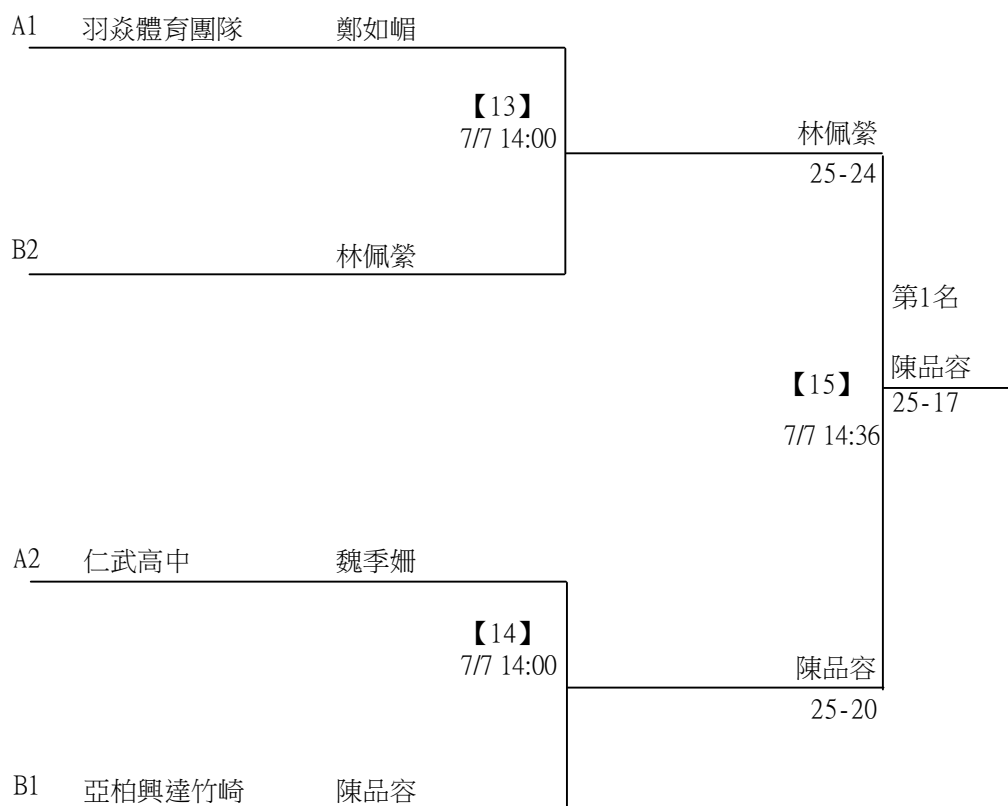 A1 羽焱體育團隊 鄭如嵋
【13】
7/7 14:00
林佩縈
25-24
B2 林佩縈
第1名
陳品容
25-17
【15】
7/7 14:36
A2 仁武高中 魏季姍
【14】
7/7 14:00
陳品容
25-20
B1 亞柏興達竹崎 陳品容